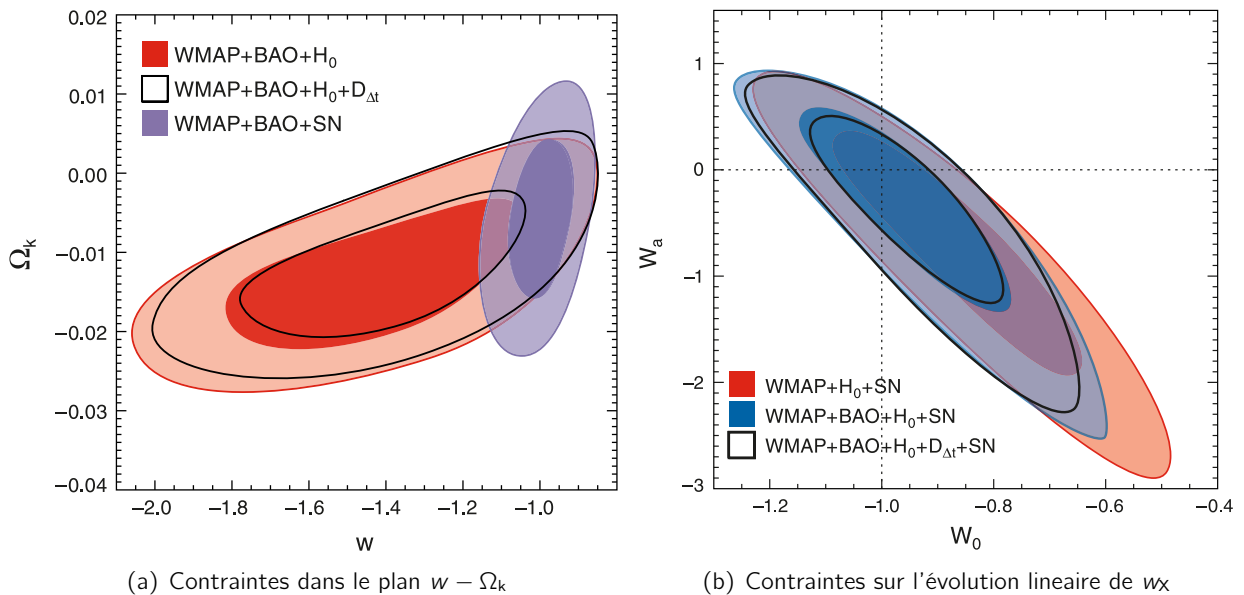 0.02
0.01
0.00
−0.01
−0.02
−0.03
−0.04
Ωk
WMAP+BAO+H0
WMAP+BAO+H0+DΔt
WMAP+BAO+SN
−2.0 −1.8 −1.6 −1.4 −1.2 −1.0
w
(a) Contraintes dans le plan w − Ωk
1
0
−1
−2
−3
Wa
WMAP+H0+SN
WMAP+BAO+H0+SN
WMAP+BAO+H0+DΔt+SN
−1.2 −1.0 −0.8 −0.6 −0.4
W0
(b) Contraintes sur l'évolution lineaire de wX